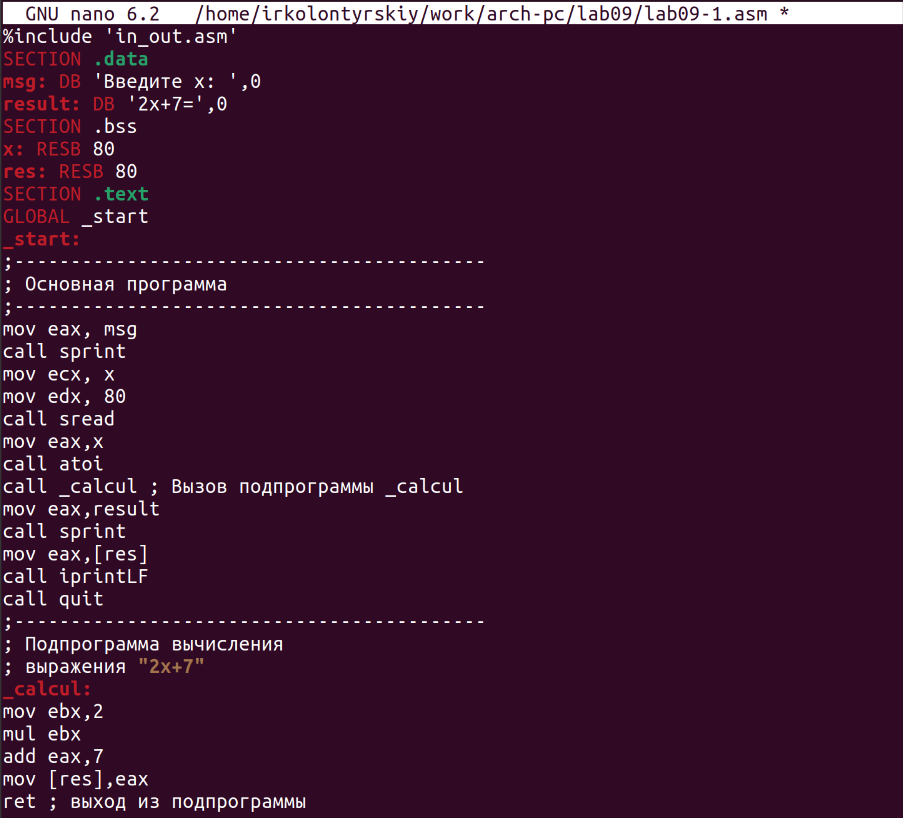 GNU nano 6.2 /home/irkolontyrskiy/work/arch-pc/lab09/lab09-1.asm *
%include 'in_out.asm'
SECTION .data
msg: DB 'Введите x: ',0
result: DB '2x+7=',0
SECTION .bss
x: RESB 80
res: RESB 80
SECTION .text
GLOBAL _start
_start:
;------------------------------------------
; Основная программа
;------------------------------------------
mov eax, msg
call sprint
mov ecx, x
mov edx, 80
call sread
mov eax,x
call atoi
call _calcul ; Вызов подпрограммы _calcul
mov eax,result
call sprint
mov eax,[res]
call iprintLF
call quit
;------------------------------------------
; Подпрограмма вычисления
; выражения "2x+7"
_calcul:
mov ebx,2
mul ebx
add eax,7
mov [res],eax
ret ; выход из подпрограммы